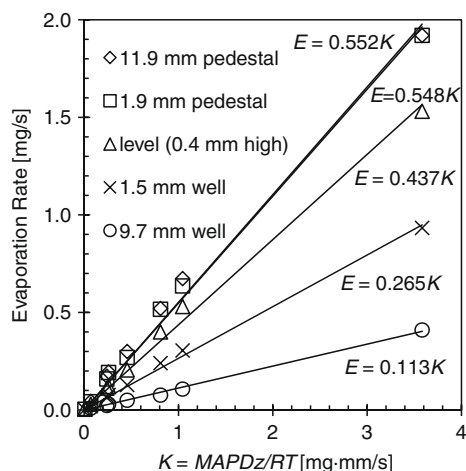 2.0
1.5
1.0
0.5
0.0
Evaporation Rate [mg/s]
11.9 mm pedestal
1.9 mm pedestal
level (0.4 mm high)
1.5 mm well
9.7 mm well
E = 0.552K
E=0.548K
E = 0.437K
E = 0.265K
E = 0.113K
0 1 2 3 4
K = MAPDz/RT [mg·mm/s]